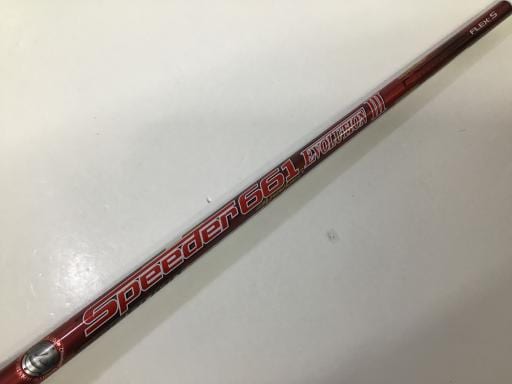 Speeder 661 EVOLUTION III
FLEX: S